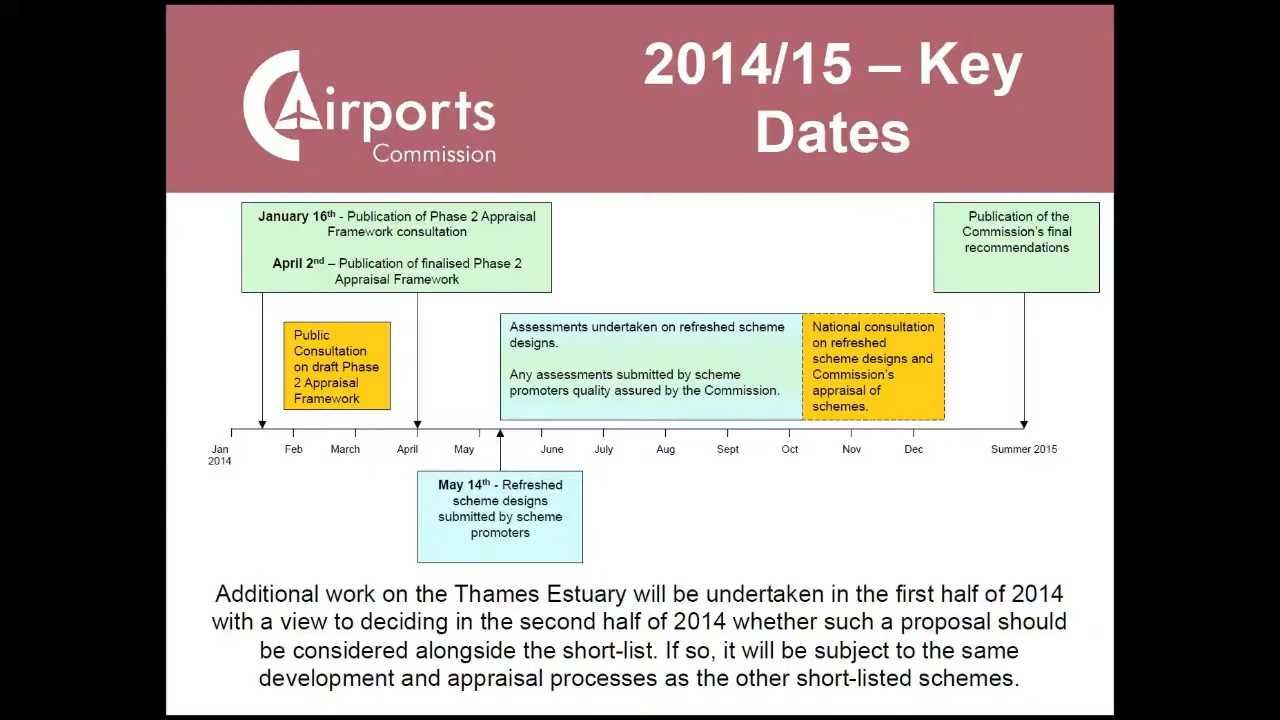 Airports
Commission
2014/15 – Key
Dates
January 16th - Publication of Phase 2 Appraisal
Framework consultation
April 2nd – Publication of finalised Phase 2
Appraisal Framework
Publication of the
Commission's final
recommendations
Public
Consultation
on draft Phase
2 Appraisal
Framework
Assessments undertaken on refreshed scheme
designs.
Any assessments submitted by scheme
promoters quality assured by the Commission.
National consultation
on refreshed
scheme designs and
Commission's
appraisal of
schemes.
Jan
2014
Feb
March
April
May
June
July
Aug
Sept
Oct
Nov
Dec
Summer 2015
May 14th - Refreshed
scheme designs
submitted by scheme
promoters
Additional work on the Thames Estuary will be undertaken in the first half of 2014
with a view to deciding in the second half of 2014 whether such a proposal should
be considered alongside the short-list. If so, it will be subject to the same
development and appraisal processes as the other short-listed schemes.